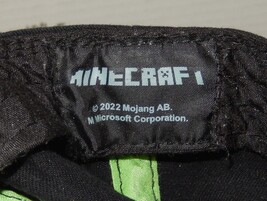 MINECRAFT
© 2022 Mojang AB.
M Microsoft Corporation.